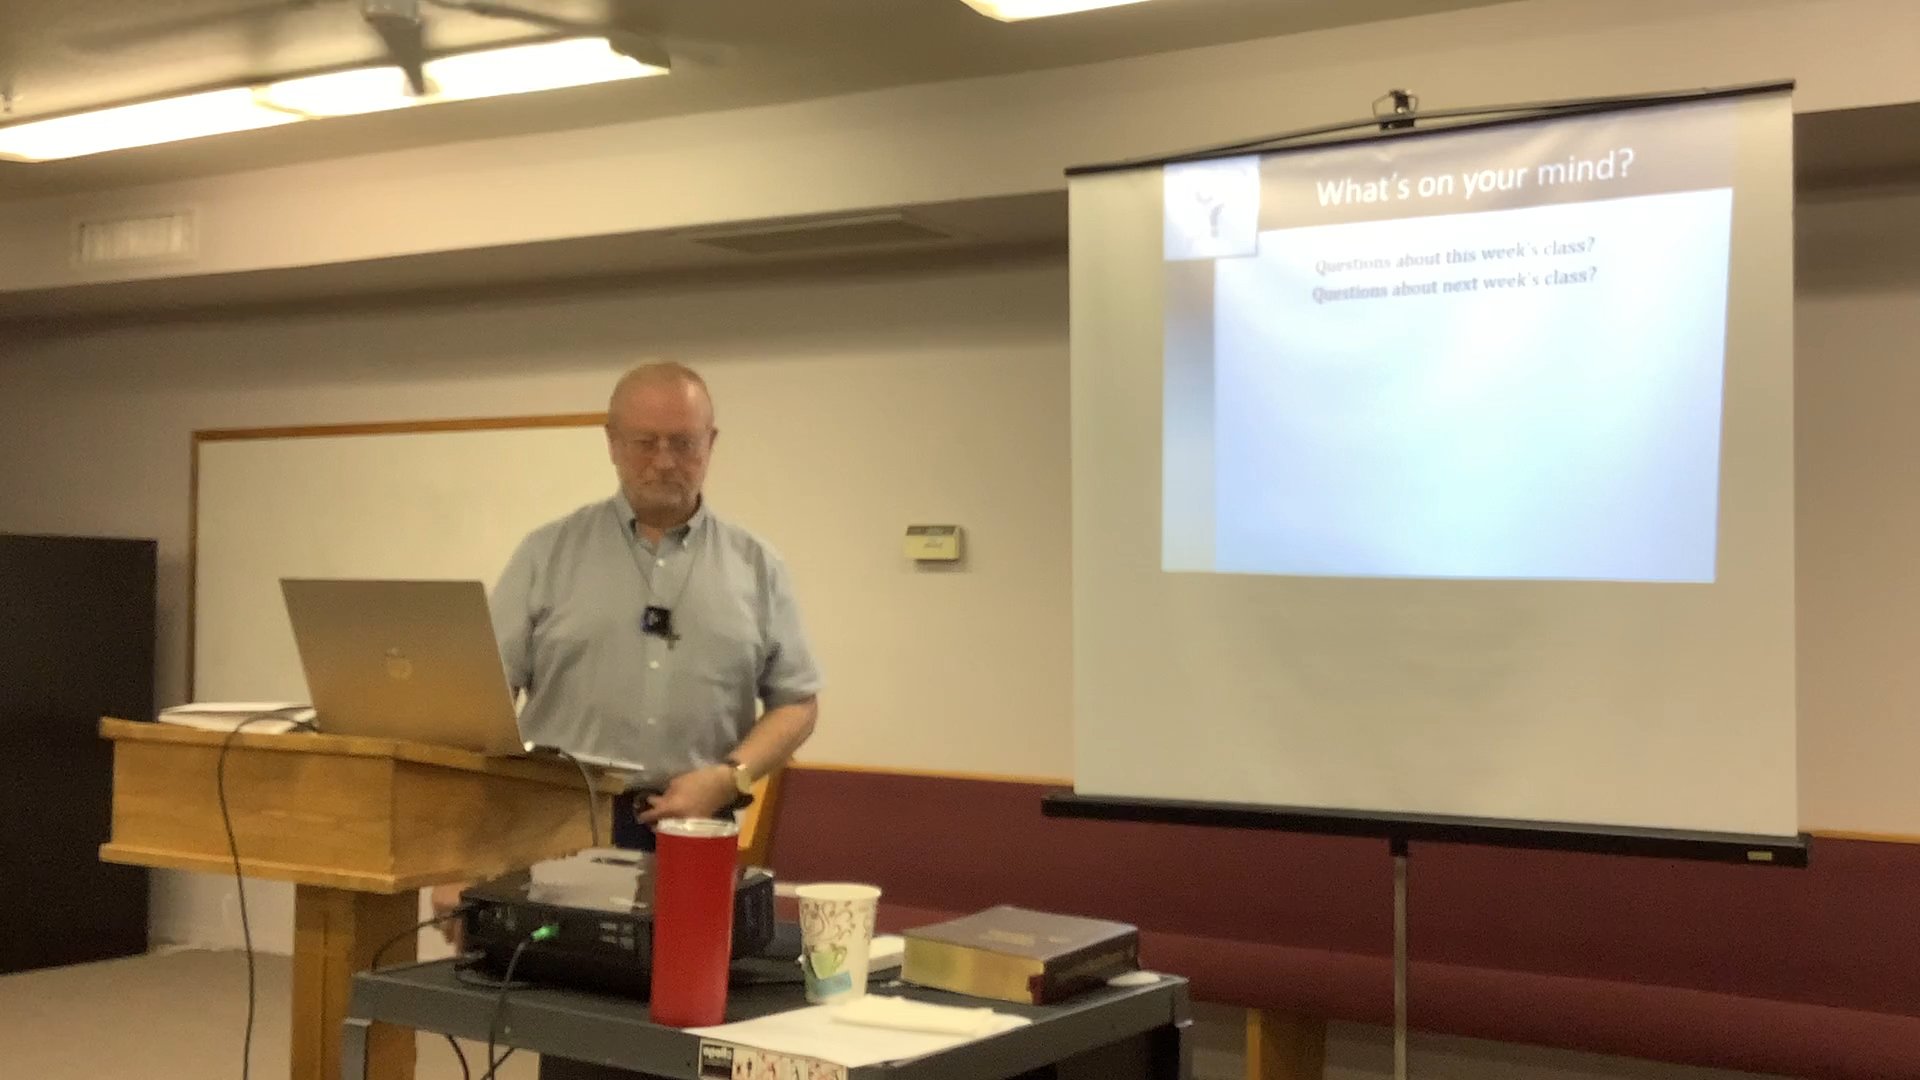 What's on your mind?
Questions about this week's class?
Questions about next week's class?